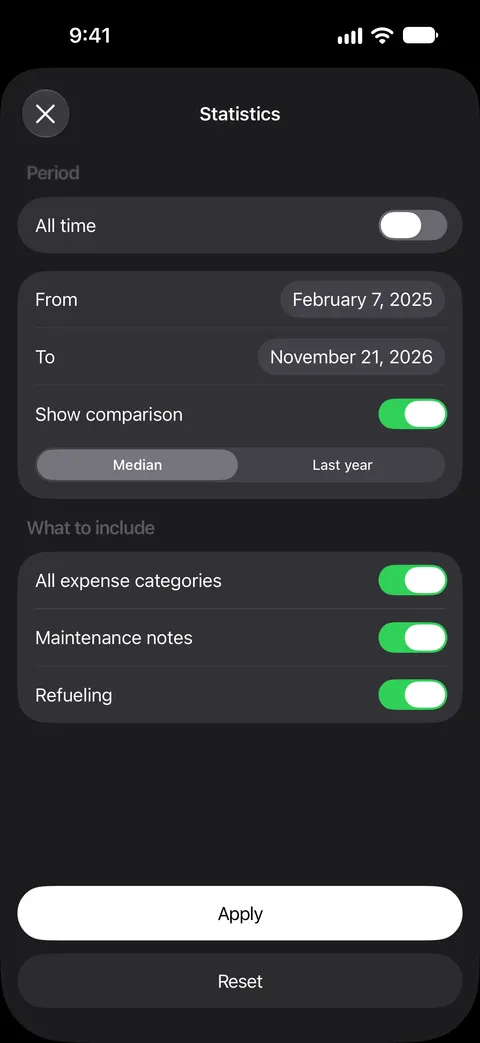 9:41
Statistics
Period
All time
From February 7, 2025
To November 21, 2026
Show comparison
Median Last year
What to include
All expense categories
Maintenance notes
Refueling
Apply
Reset